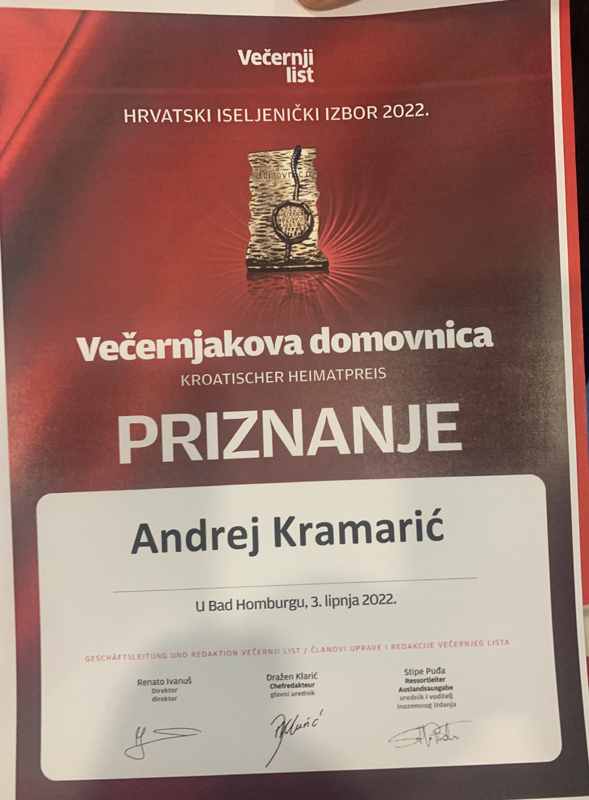 Večernji
list
HRVATSKI ISELJENIČKI IZBOR 2022.
domovnica
Večernjakova domovnica
KROATISCHER HEIMATPREIS
PRIZNANJE
Andrej Kramarić
U Bad Homburgu, 3. lipnja 2022.
GESCHÄFTSLEITUNG UND REDAKTION VEČERNJI LIST / ČLANOVI UPRAVE I REDAKCIJE VEČERNJEG LISTA
Renato Ivanuš
Direktor
direktor
Dražen Klarić
Chefredakteur
glavni urednik
Stipe Puđa
Ressortleiter
Auslandsausgabe
urednik i voditelj
inozemnog izdanja